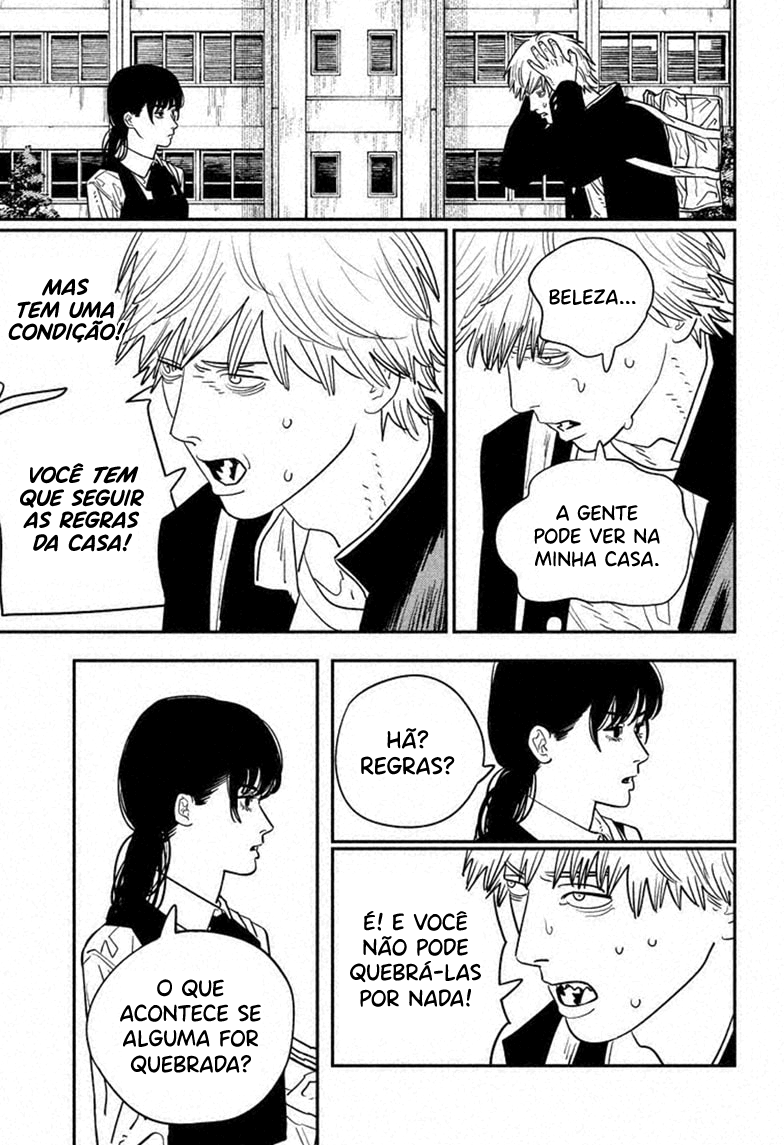 BELEZA...
A GENTE
PODE VER NA
MINHA CASA.
MAS
TEM UMA
CONDIÇÃO!
VOCÊ TEM
QUE SEGUIR
AS REGRAS
DA CASA!
HÃ?
REGRAS?
É! E VOCÊ
NÃO PODE
QUEBRÁ-LAS
POR NADA!
O QUE
ACONTECE SE
ALGUMA FOR
QUEBRADA?